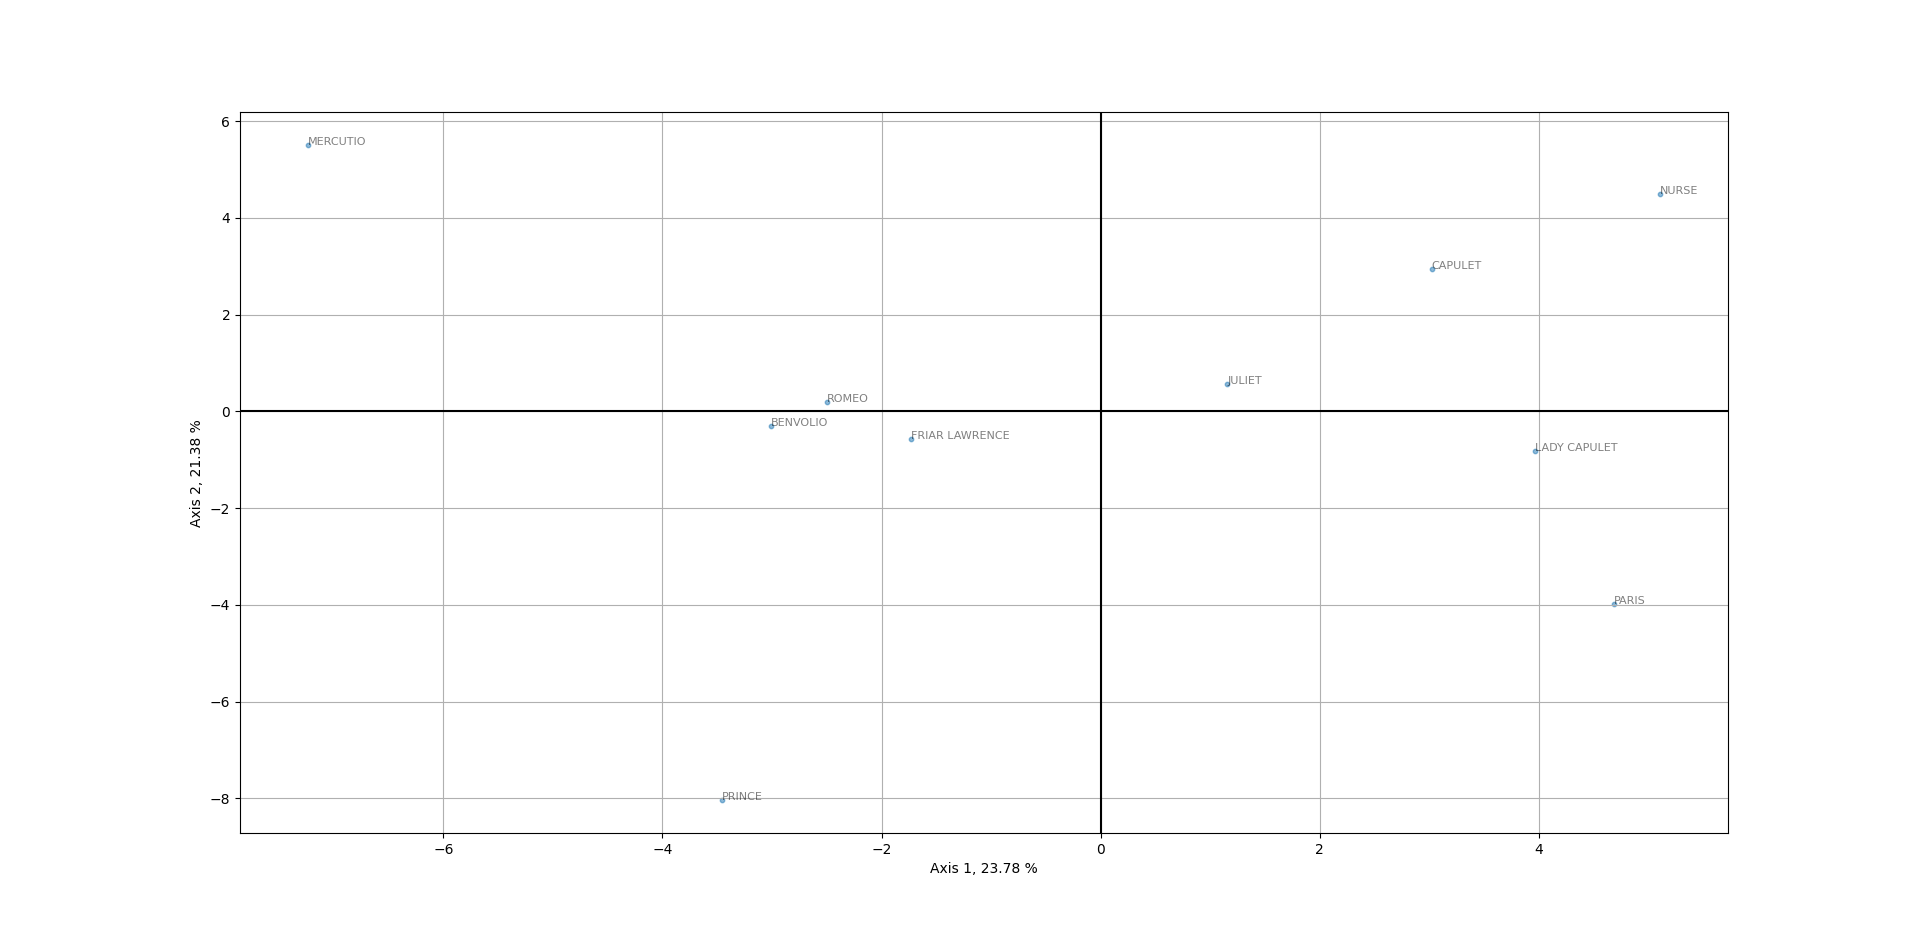 6
MERCUTIO
NURSE
4
CAPULET
2
JULIET
ROMEO
0
BENVOLIO
FRIAR LAWRENCE
LADY CAPULET
Axis 2, 21.38 %
−2
−4
PARIS
−6
−8
PRINCE
−6 −4 −2 0 2 4
Axis 1, 23.78 %